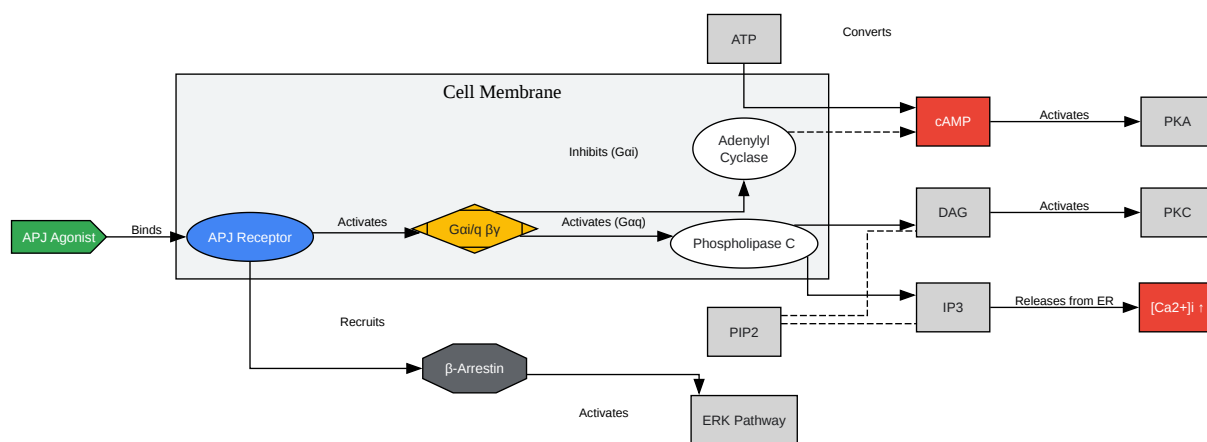 ATP
Converts
Cell Membrane
cAMP
Activates
PKA
Adenylyl
Cyclase
Inhibits (Gαi)
APJ Agonist
Binds
APJ Receptor
Activates
Gαi/q βγ
Activates (Gαq)
Phospholipase C
DAG
Activates
PKC
IP3
Releases from ER
[Ca2+]i ↑
PIP2
Recruits
β-Arrestin
Activates
ERK Pathway